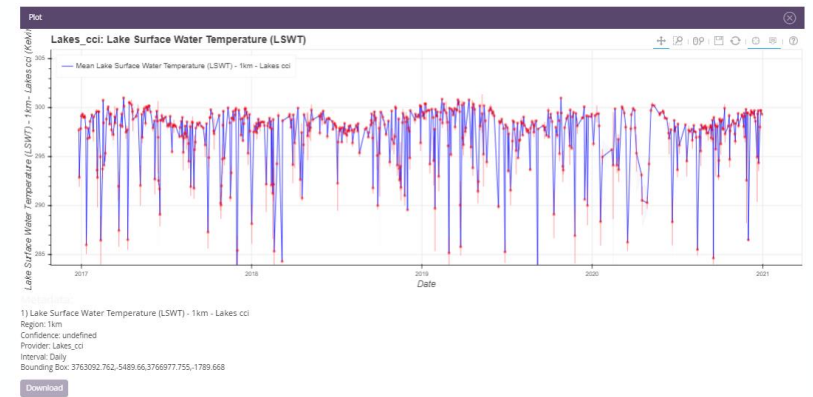 Plot
Lakes_cci: Lake Surface Water Temperature (LSWT)
Mean Lake Surface Water Temperature (LSWT) - 1km - Lakes cci
Lake Surface Water Temperature (LSWT) - 1km - Lakes cci (Kelvin
305
300
295
290
285
2017
2018
2019
2020
2021
Date
1) Lake Surface Water Temperature (LSWT) - 1km - Lakes cci
Region: 1km
Confidence: undefined
Provider: Lakes_cci
Interval: Daily
Bounding Box: 3763092.762,-5489.66,3766977.755,-1789.668
Download